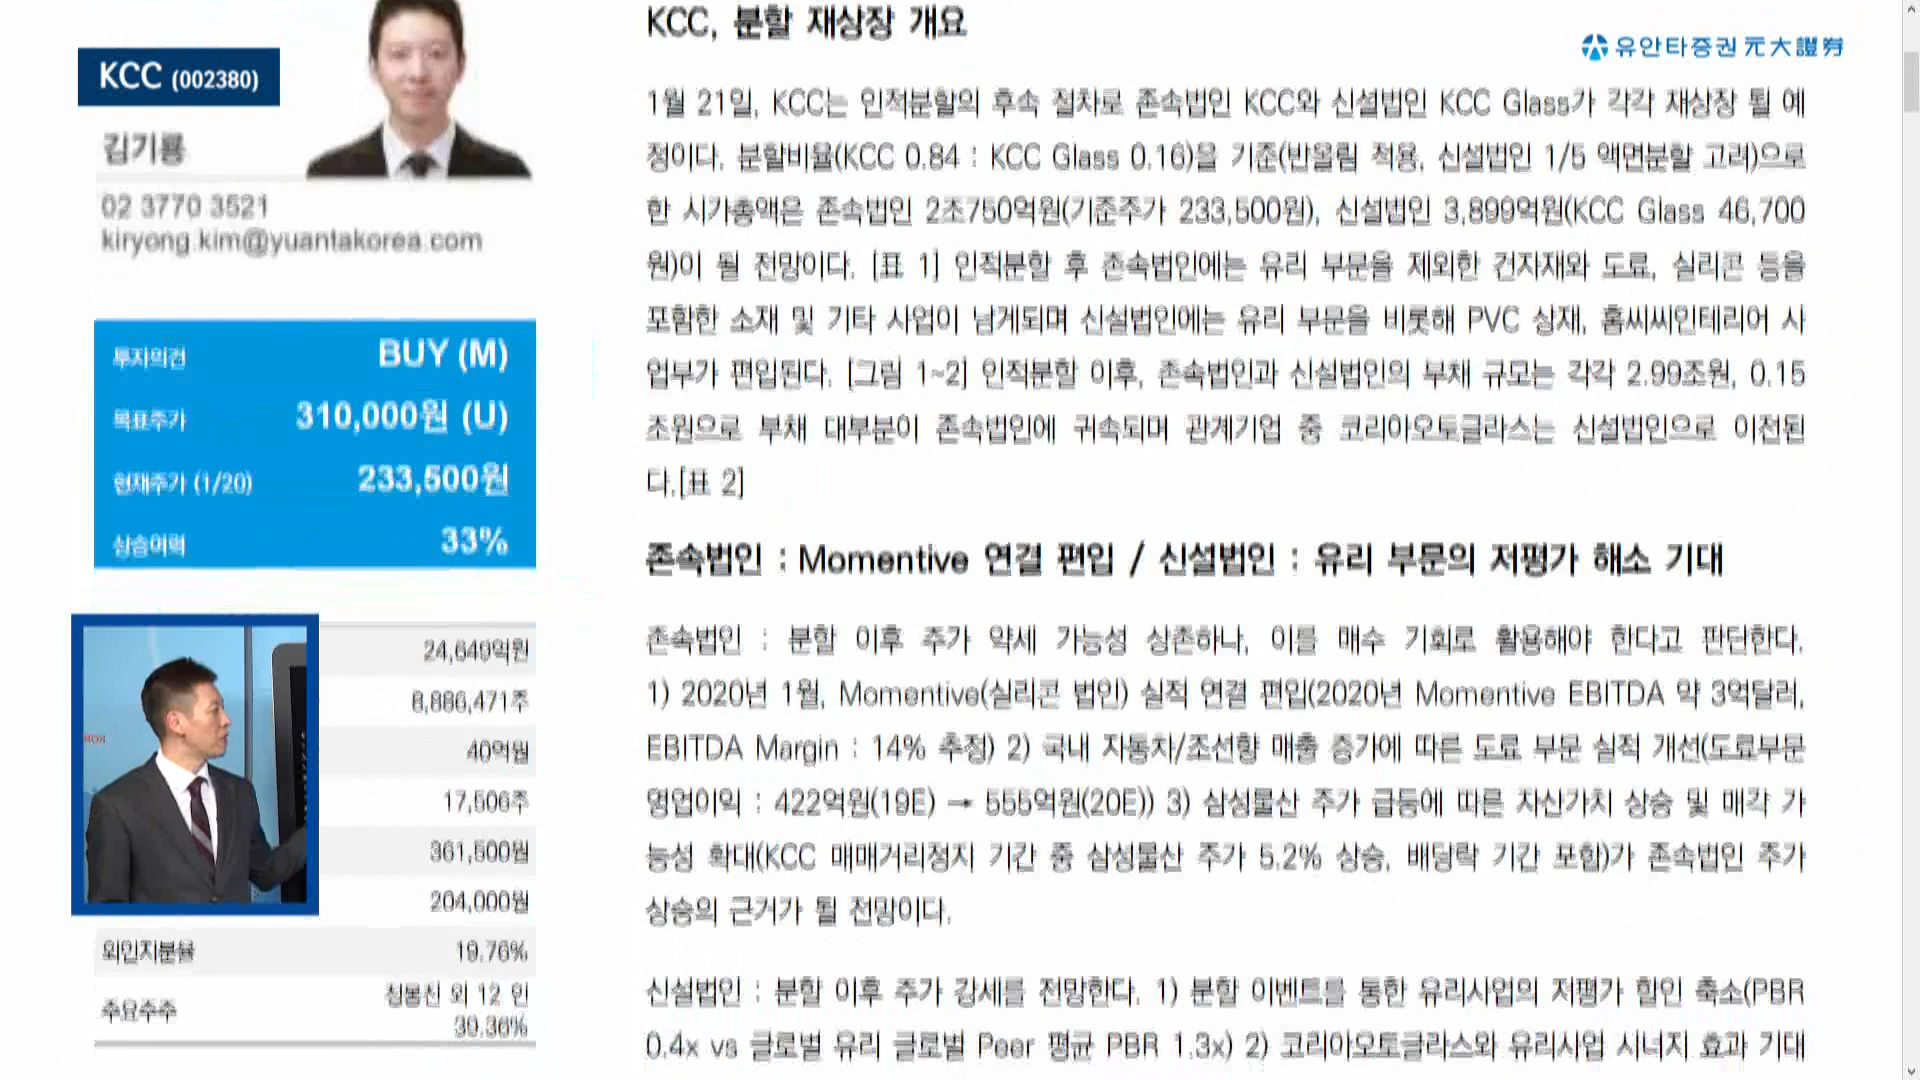 KCC (002380)
김기룡
02 3770 3521
kiryong.kim@yuantakorea.com
투자의견 BUY (M)
목표주가 310,000원 (U)
현재주가 (1/20) 233,500원
상승여력 33%
24,649억원
8,886,471주
40억원
17,506주
361,500원
204,000원
외인지분율 19.76%
주요주주 정몽진 외 12 인
39.36%
유안타증권 元大證券
KCC, 분할 재상장 개요
1월 21일, KCC는 인적분할의 후속 절차로 존속법인 KCC와 신설법인 KCC Glass가 각각 재상장 될 예
정이다. 분할비율(KCC 0.84 : KCC Glass 0.16)을 기준(반올림 적용, 신설법인 1/5 액면분할 고려)으로
한 시가총액은 존속법인 2조750억원(기준주가 233,500원), 신설법인 3,899억원(KCC Glass 46,700
원)이 될 전망이다. [표 1] 인적분할 후 존속법인에는 유리 부문을 제외한 건자재와 도료, 실리콘 등을
포함한 소재 및 기타 사업이 남게되며 신설법인에는 유리 부문을 비롯해 PVC 상재, 홈씨씨인테리어 사
업부가 편입된다. [그림 1~2] 인적분할 이후, 존속법인과 신설법인의 부채 규모는 각각 2.99조원, 0.15
조원으로 부채 대부분이 존속법인에 귀속되며 관계기업 중 코리아오토글라스는 신설법인으로 이전된
다.[표 2]
존속법인 : Momentive 연결 편입 / 신설법인 : 유리 부문의 저평가 해소 기대
존속법인 : 분할 이후 주가 약세 가능성 상존하나, 이를 매수 기회로 활용해야 한다고 판단한다.
1) 2020년 1월, Momentive(실리콘 법인) 실적 연결 편입(2020년 Momentive EBITDA 약 3억달러,
EBITDA Margin : 14% 추정) 2) 국내 자동차/조선향 매출 증가에 따른 도료 부문 실적 개선(도료부문
영업이익 : 422억원(19E) → 555억원(20E)) 3) 삼성물산 주가 급등에 따른 자산가치 상승 및 매각 가
능성 확대(KCC 매매거래정지 기간 중 삼성물산 주가 5.2% 상승, 배당락 기간 포함)가 존속법인 주가
상승의 근거가 될 전망이다.
신설법인 : 분할 이후 주가 강세를 전망한다. 1) 분할 이벤트를 통한 유리사업의 저평가 할인 축소(PBR
0.4x vs 글로벌 유리 글로벌 Peer 평균 PBR 1.3x) 2) 코리아오토글라스와 유리사업 시너지 효과 기대